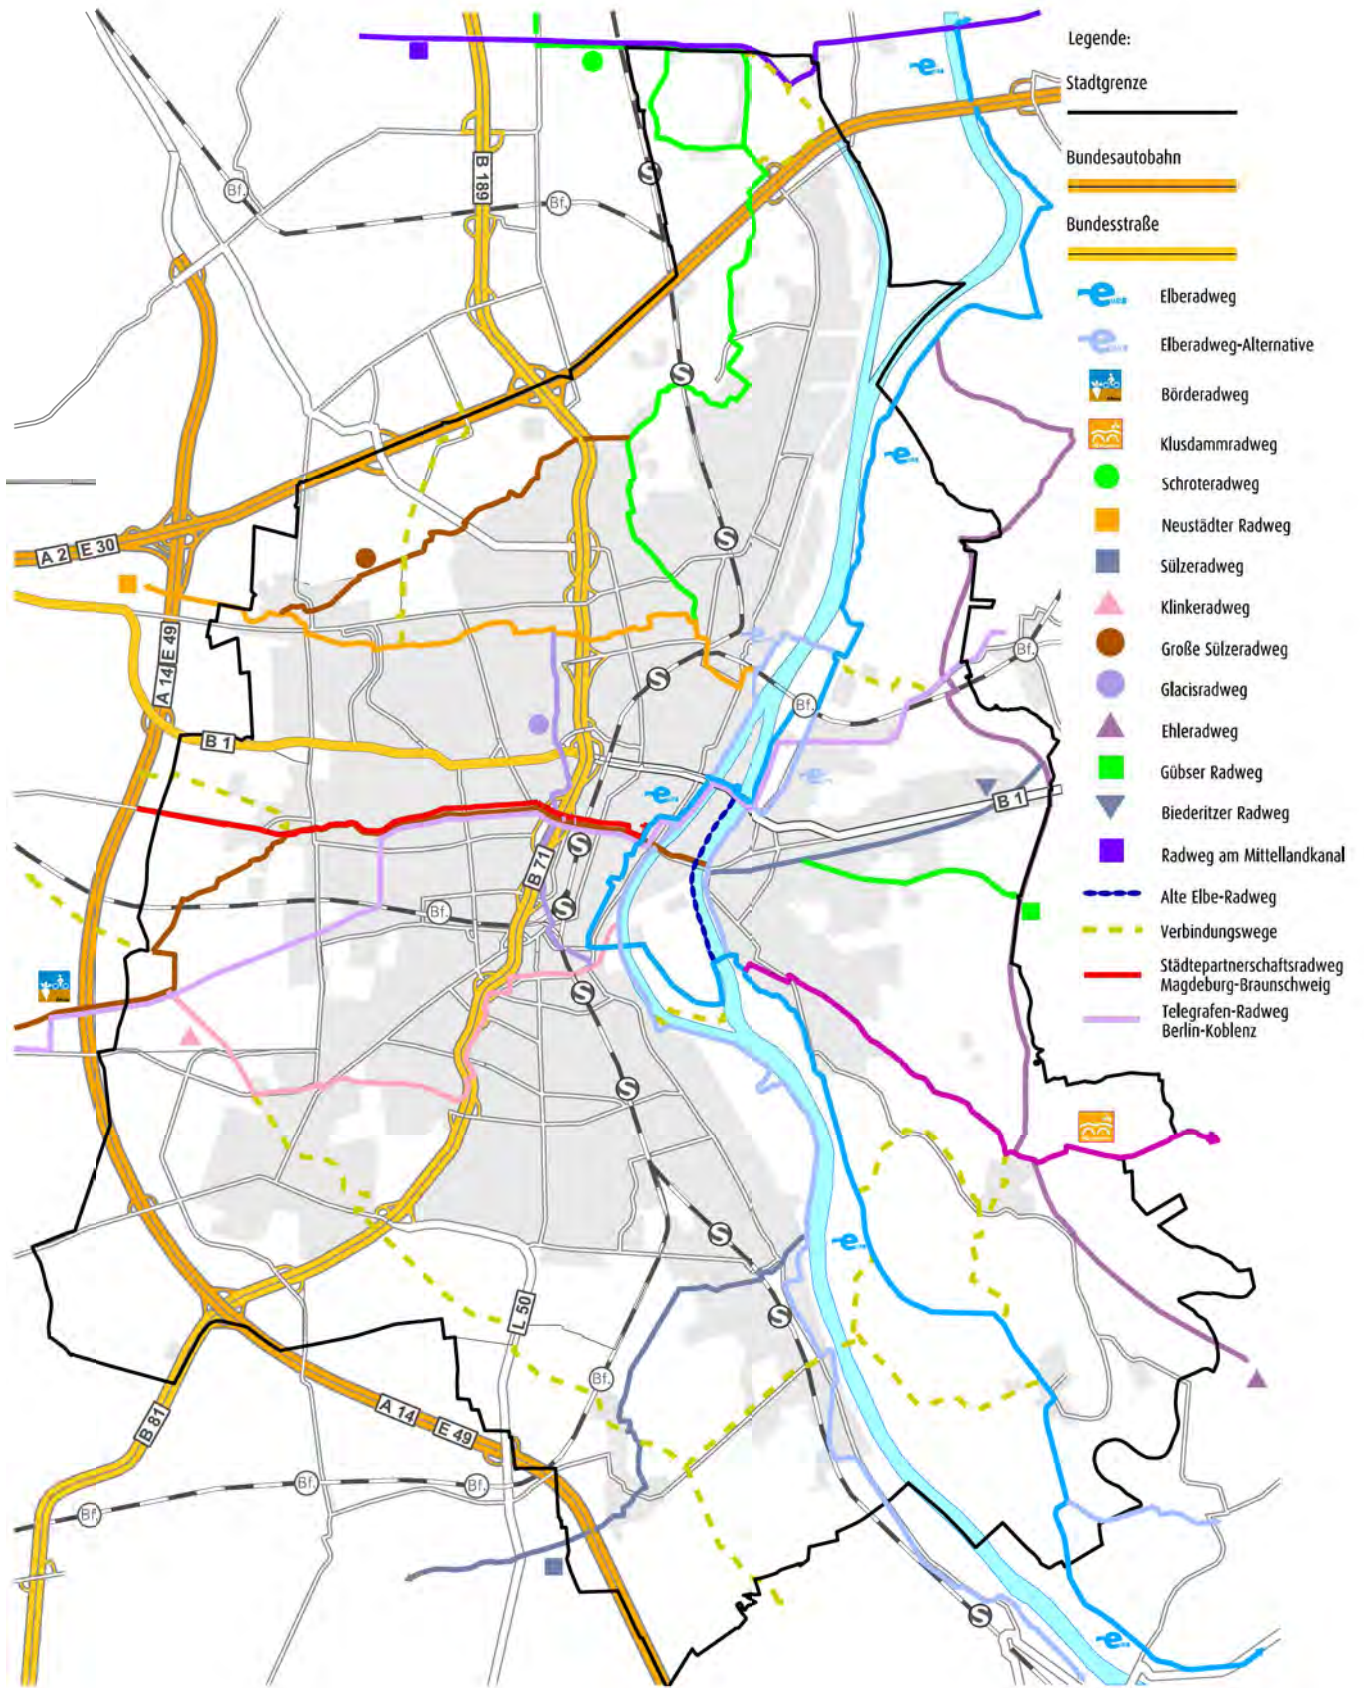 Legende:
Stadtgrenze
Bundesautobahn
Bundesstraße
Elberadweg
Elberadweg-Alternative
Börderadweg
Klusdammradweg
Schroteradweg
Neustädter Radweg
Sülzeradweg
Klinkeradweg
Große Sülzeradweg
Glacisradweg
Ehleradweg
Gübser Radweg
Biederitzer Radweg
Radweg am Mittellandkanal
Alte Elbe-Radweg
Verbindungswege
Städtepartnerschaftsradweg
Magdeburg-Braunschweig
Telegrafen-Radweg
Berlin-Koblenz
B 189
Bf.
Bf.
S
S
S
A 2
E 30
A 14
E 49
B 1
S
Bf.
Bf.
B 1
B 71
S
S
Bf.
S
S
S
S
L 50
Bf.
B 81
A 14
E 49
Bf.
Bf.
Bf.
S
e
e
e
e
e
e
e